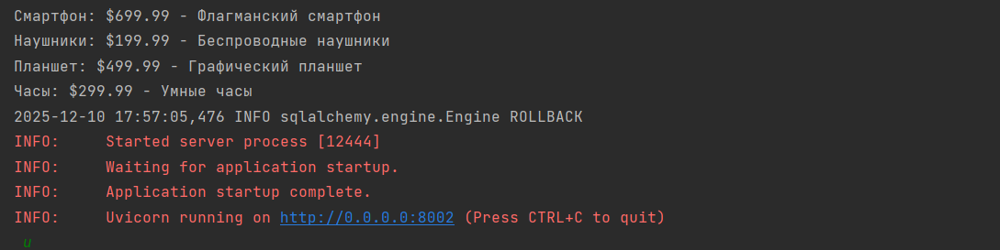 Смартфон: $699.99 - Флагманский смартфон
Наушники: $199.99 - Беспроводные наушники
Планшет: $499.99 - Графический планшет
Часы: $299.99 - Умные часы
2025-12-10 17:57:05,476 INFO sqlalchemy.engine.Engine ROLLBACK
INFO:     Started server process [12444]
INFO:     Waiting for application startup.
INFO:     Application startup complete.
INFO:     Uvicorn running on http://0.0.0.0:8002 (Press CTRL+C to quit)
и